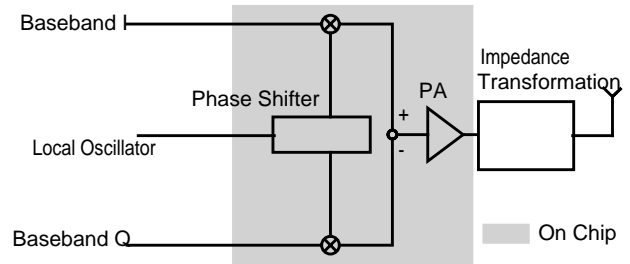 Baseband I
Impedance
Transformation
PA
Phase Shifter
+
Local Oscillator
-
Baseband Q
On Chip